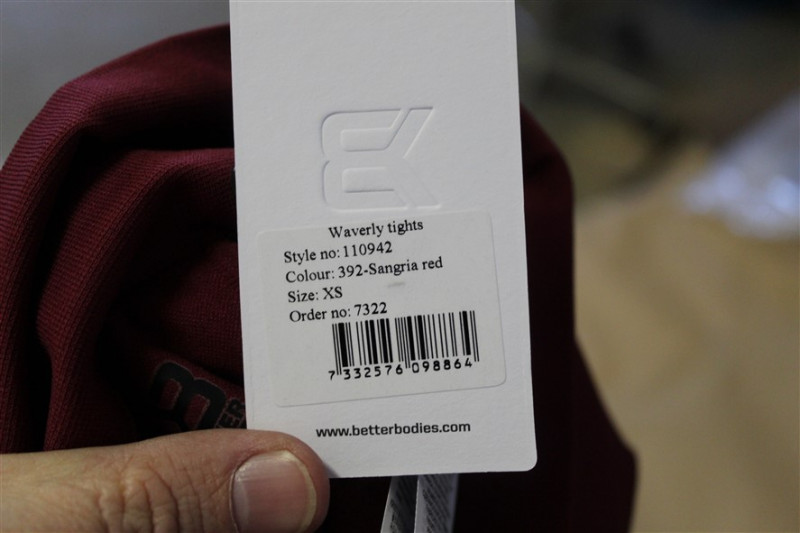 Waverly tights
Style no: 110942
Colour: 392-Sangria red
Size: XS
Order no: 7322
7 332576 098864
www.betterbodies.com